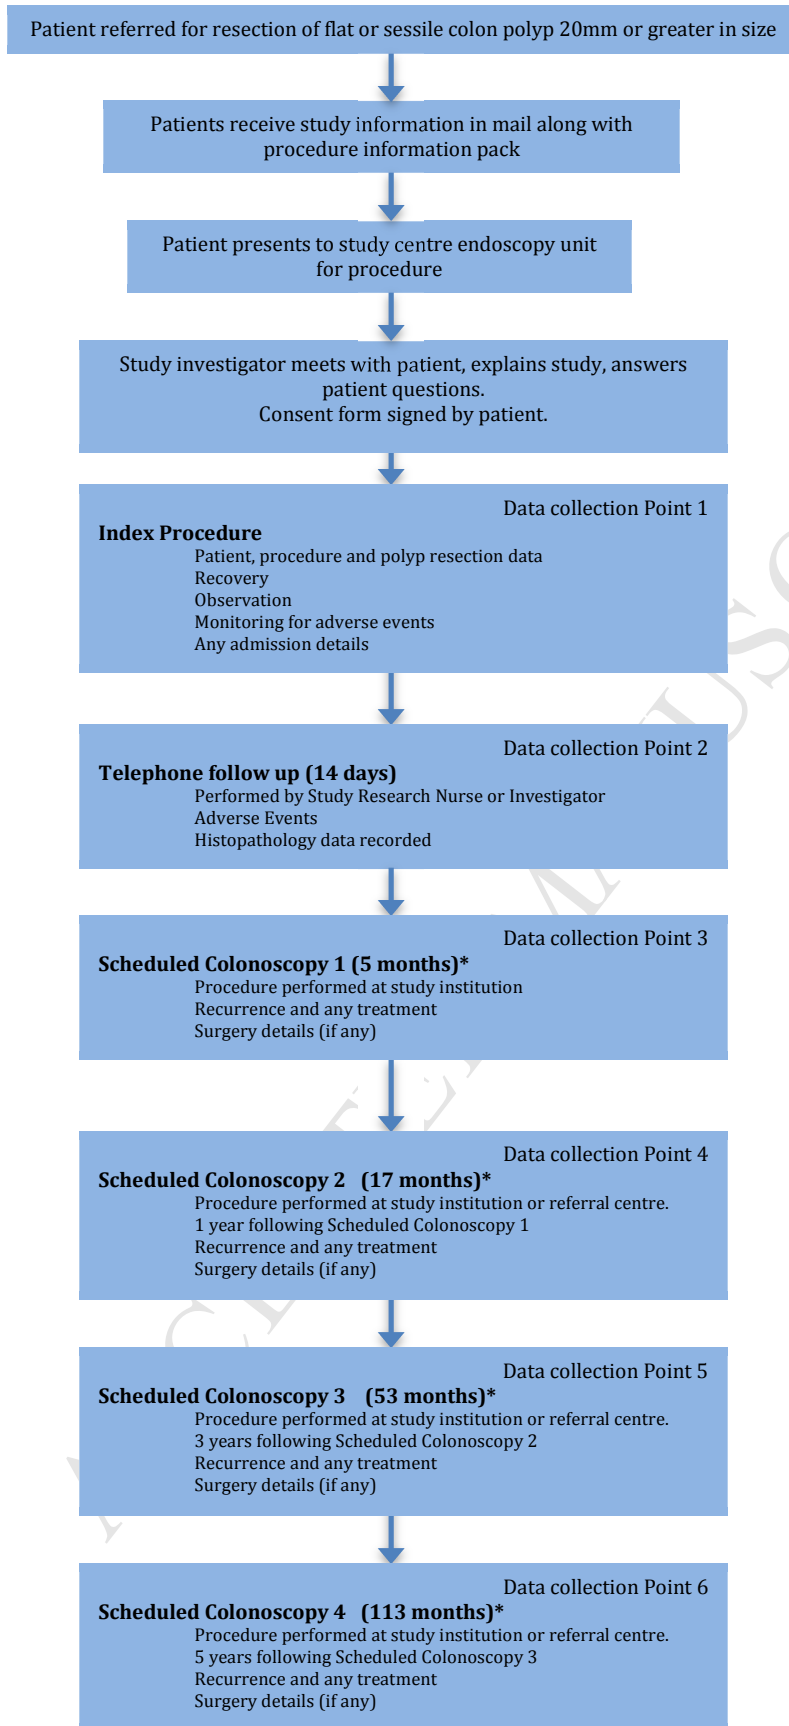 Patient referred for resection of flat or sessile colon polyp 20mm or greater in size
Patients receive study information in mail along with
procedure information pack
Patient presents to study centre endoscopy unit
for procedure
Study investigator meets with patient, explains study, answers
patient questions.
Consent form signed by patient.
Data collection Point 1
Index Procedure
Patient, procedure and polyp resection data
Recovery
Observation
Monitoring for adverse events
Any admission details
Data collection Point 2
Telephone follow up (14 days)
Performed by Study Research Nurse or Investigator
Adverse Events
Histopathology data recorded
Data collection Point 3
Scheduled Colonoscopy 1 (5 months)*
Procedure performed at study institution
Recurrence and any treatment
Surgery details (if any)
Data collection Point 4
Scheduled Colonoscopy 2 (17 months)*
Procedure performed at study institution or referral centre.
1 year following Scheduled Colonoscopy 1
Recurrence and any treatment
Surgery details (if any)
Data collection Point 5
Scheduled Colonoscopy 3 (53 months)*
Procedure performed at study institution or referral centre.
3 years following Scheduled Colonoscopy 2
Recurrence and any treatment
Surgery details (if any)
Data collection Point 6
Scheduled Colonoscopy 4 (113 months)*
Procedure performed at study institution or referral centre.
5 years following Scheduled Colonoscopy 3
Recurrence and any treatment
Surgery details (if any)